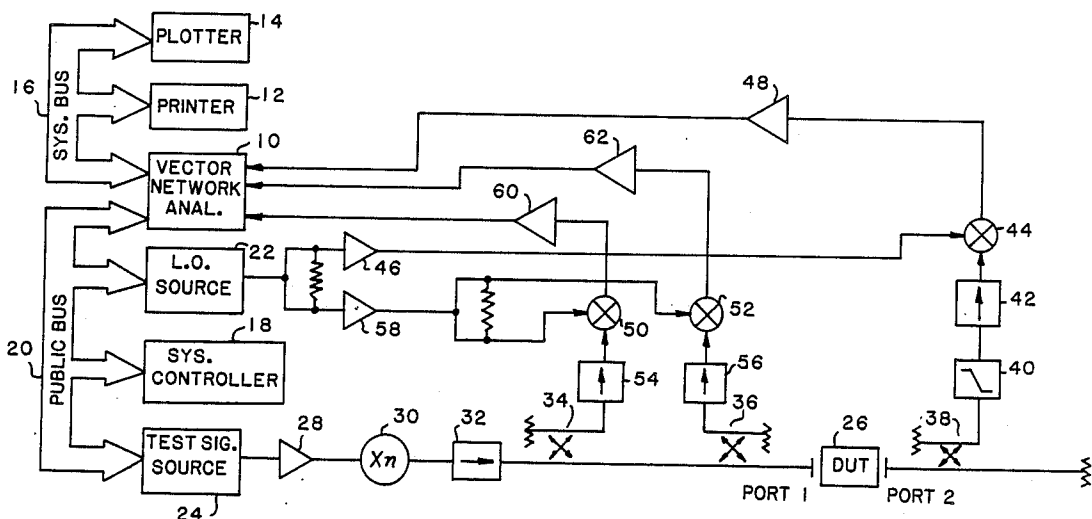 14
PLOTTER
16
SYS. BUS
12
PRINTER
10
VECTOR
NETWORK
ANAL.
48
62
60
22
L.O.
SOURCE
46
58
44
42
40
50
52
54
56
18
SYS.
CONTROLLER
20
PUBLIC BUS
34
36
38
28
30
Xn
32
TEST SIG.
SOURCE
24
26
DUT
PORT 1
PORT 2